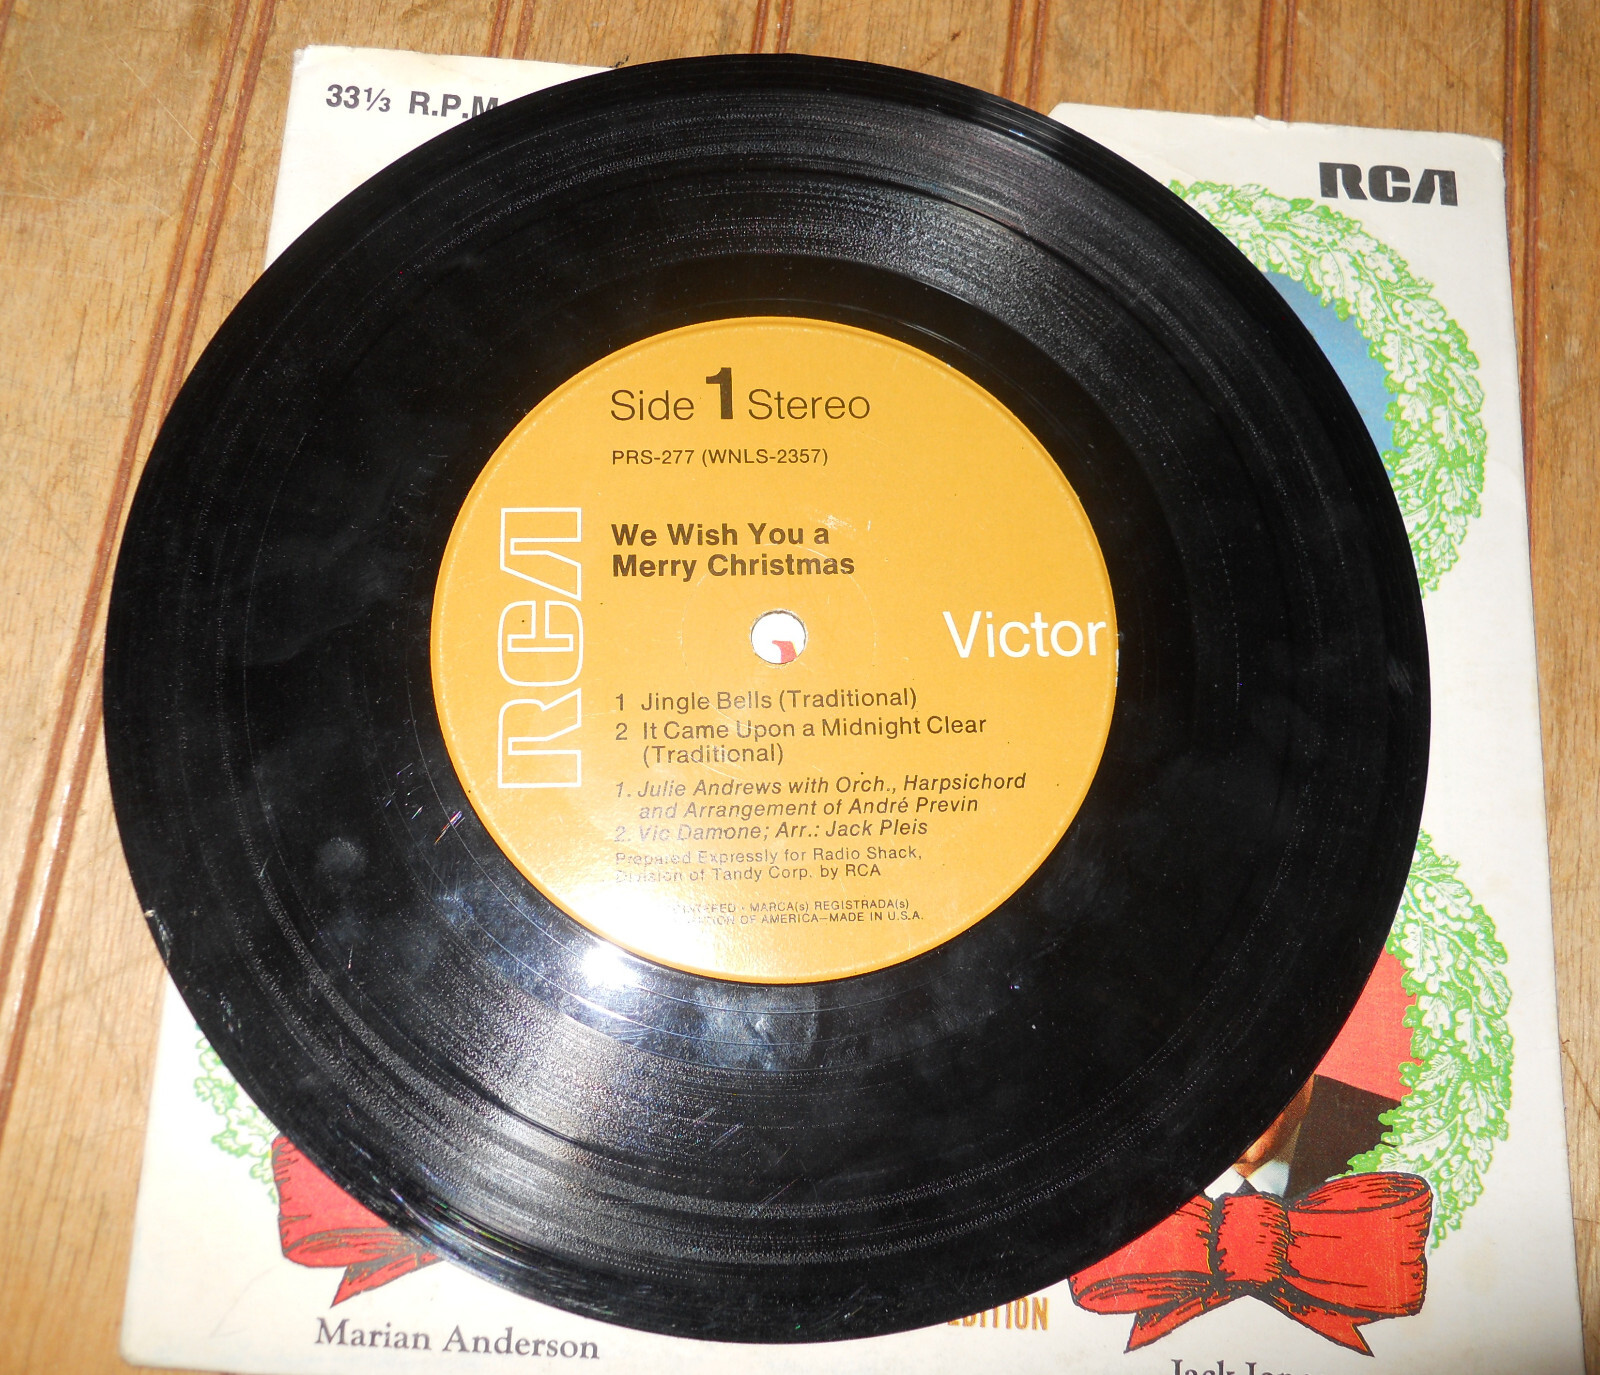 33⅓ R.P.M
RCA
Side 1 Stereo
PRS-277 (WNLS-2357)
We Wish You a
Merry Christmas
RCA
Victor
1 Jingle Bells (Traditional)
2 It Came Upon a Midnight Clear
(Traditional)
1. Julie Andrews with Orch., Harpsichord
and Arrangement of André Previn
2. Vic Damone; Arr.: Jack Pleis
Prepared Expressly for Radio Shack,
Division of Tandy Corp. by RCA
MARCA(s) REGISTRADA(s)
OF AMERICA—MADE IN U.S.A.
EDITION
Marian Anderson
Jack